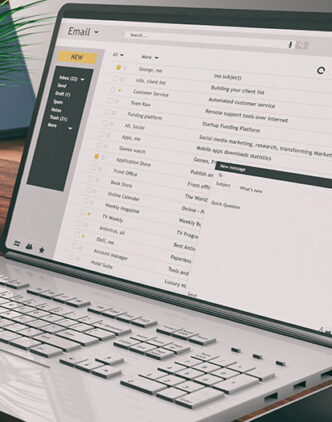 Email
Search ...
NEW
Inbox (22)
Send
Draft (1)
Spam
Notes
Trash (21)
More
All
More
George, me
(no subject)
Info, client list
Building your client list
Customer Service
Automated customer service
Team Raw
Remote support tools over internet
Funding platform
Startup Funding Platform
All, Social
Social media marketing, research, transforming Market
Apps, me
Mobile apps downloads statistics
Games watch
Games,
Application Store
Publish an
Front Office
Free offi
Book Store
The World
Online Calendar
Online - P
Weekly magazine
TV Weekly
TV Progra
Antivirus, all
Best Antiv
Ebill, me
Paperless
Account manager
Tools and
Hotel Suite
Luxury Ho
New message
To
Subject
What's new
Quick Question